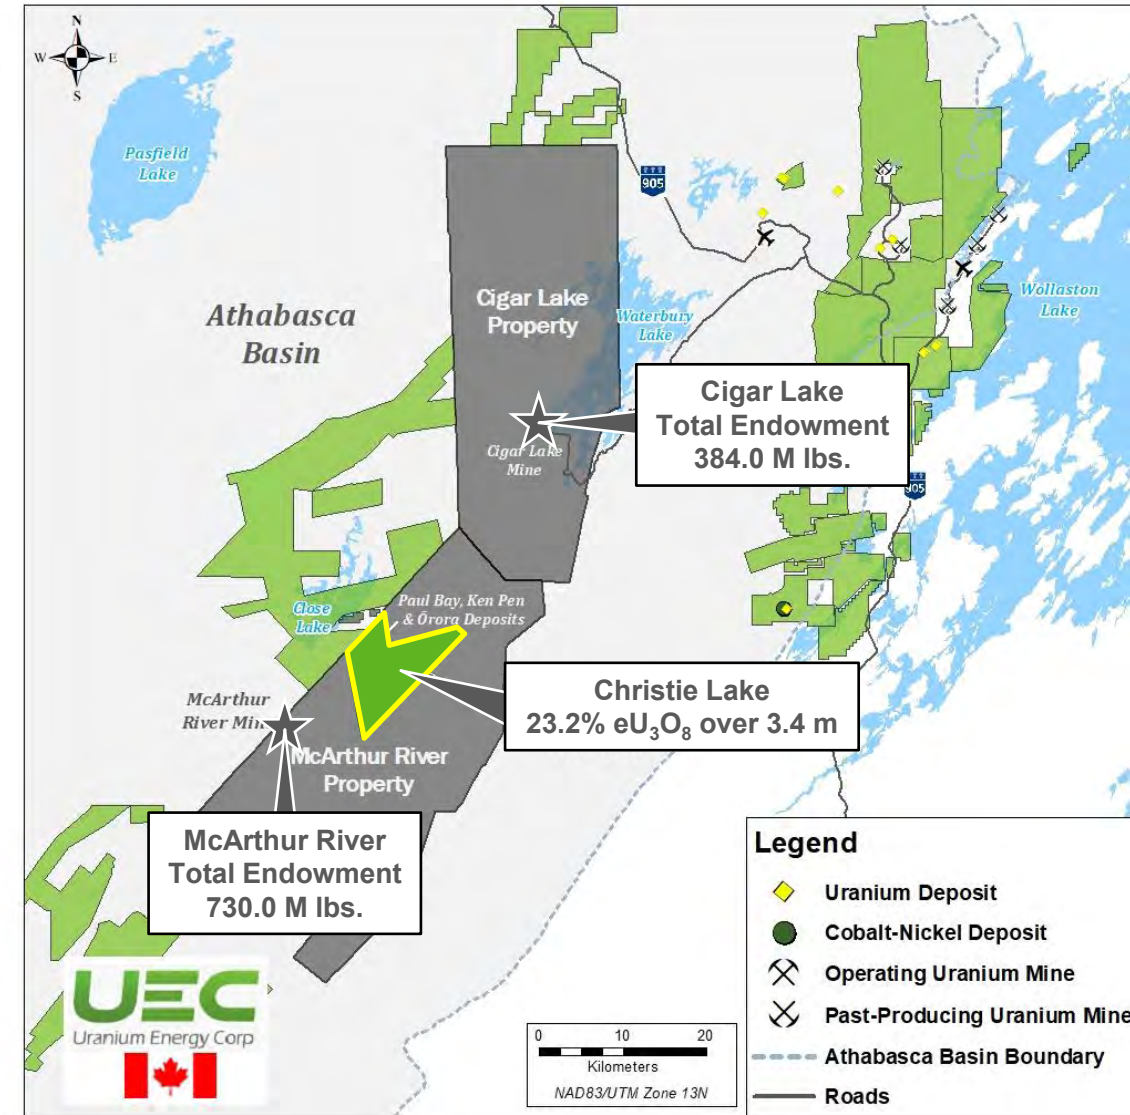 N
W E
S
Pasfield
Lake
905
Athabasca
Basin
Cigar Lake
Property
Waterbury
Lake
Wollaston
Lake
Cigar Lake
Total Endowment
384.0 M lbs.
Cigar Lake
Mine
905
Close
Lake
Paul Bay, Ken Pen
& Ōrora Deposits
Christie Lake
23.2% eU₃O₈ over 3.4 m
McArthur
River Min
McArthur River
Property
McArthur River
Total Endowment
730.0 M lbs.
Legend
Uranium Deposit
Cobalt-Nickel Deposit
Operating Uranium Mine
Past-Producing Uranium Mine
Athabasca Basin Boundary
Roads
UEC
Uranium Energy Corp
0 10 20
Kilometers
NAD83/UTM Zone 13N